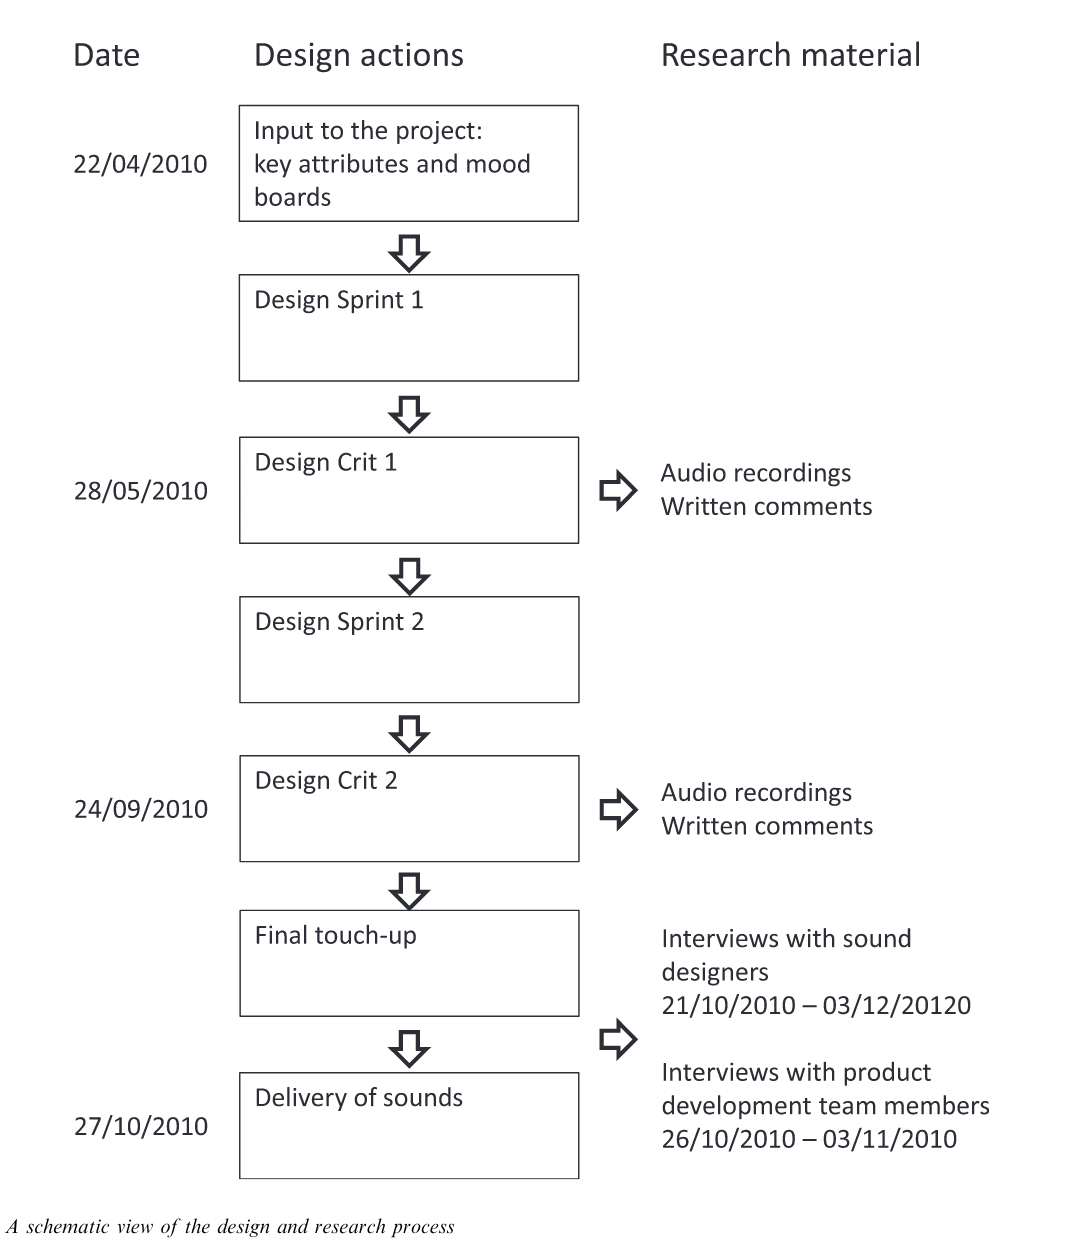 Date Design actions Research material
Input to the project:
22/04/2010 key attributes and mood
boards
Design Sprint 1
Design Crit 1
28/05/2010
Audio recordings
Written comments
Design Sprint 2
Design Crit 2
24/09/2010
Audio recordings
Written comments
Final touch-up
Interviews with sound
designers
21/10/2010 – 03/12/20120
Delivery of sounds
27/10/2010
Interviews with product
development team members
26/10/2010 – 03/11/2010
A schematic view of the design and research process